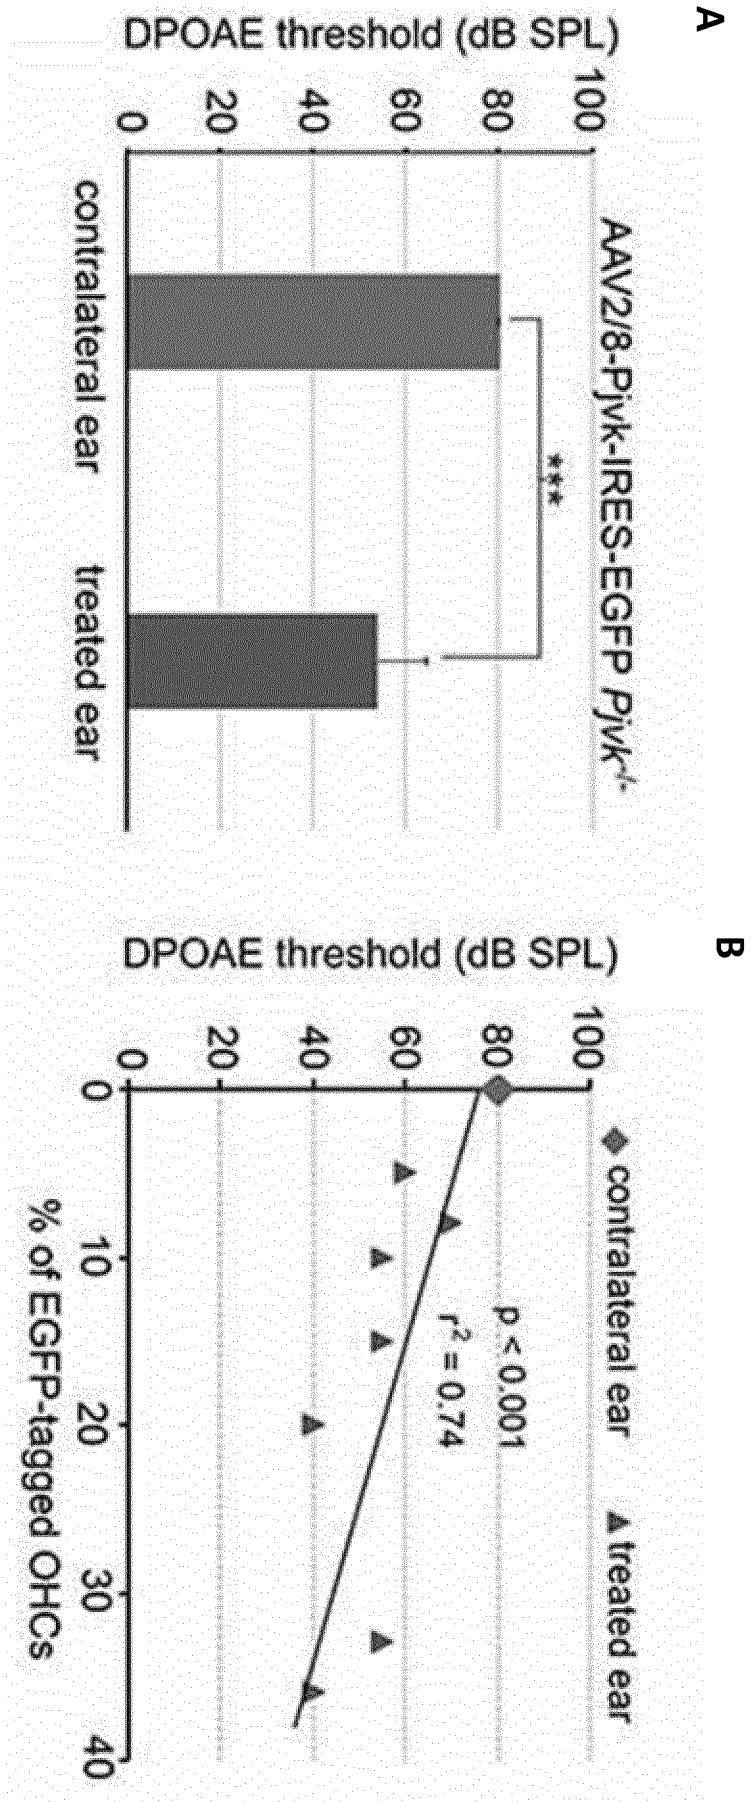 A
AAV2/8-Pjvk-IRES-EGFP Pjvk-/-
DPOAE threshold (dB SPL)
100
80
60
40
20
0
***
contralateral ear treated ear
B
contralateral ear treated ear
DPOAE threshold (dB SPL)
100
80
60
40
20
0
p < 0.001
r² = 0.74
0 10 20 30 40
% of EGFP-tagged OHCs